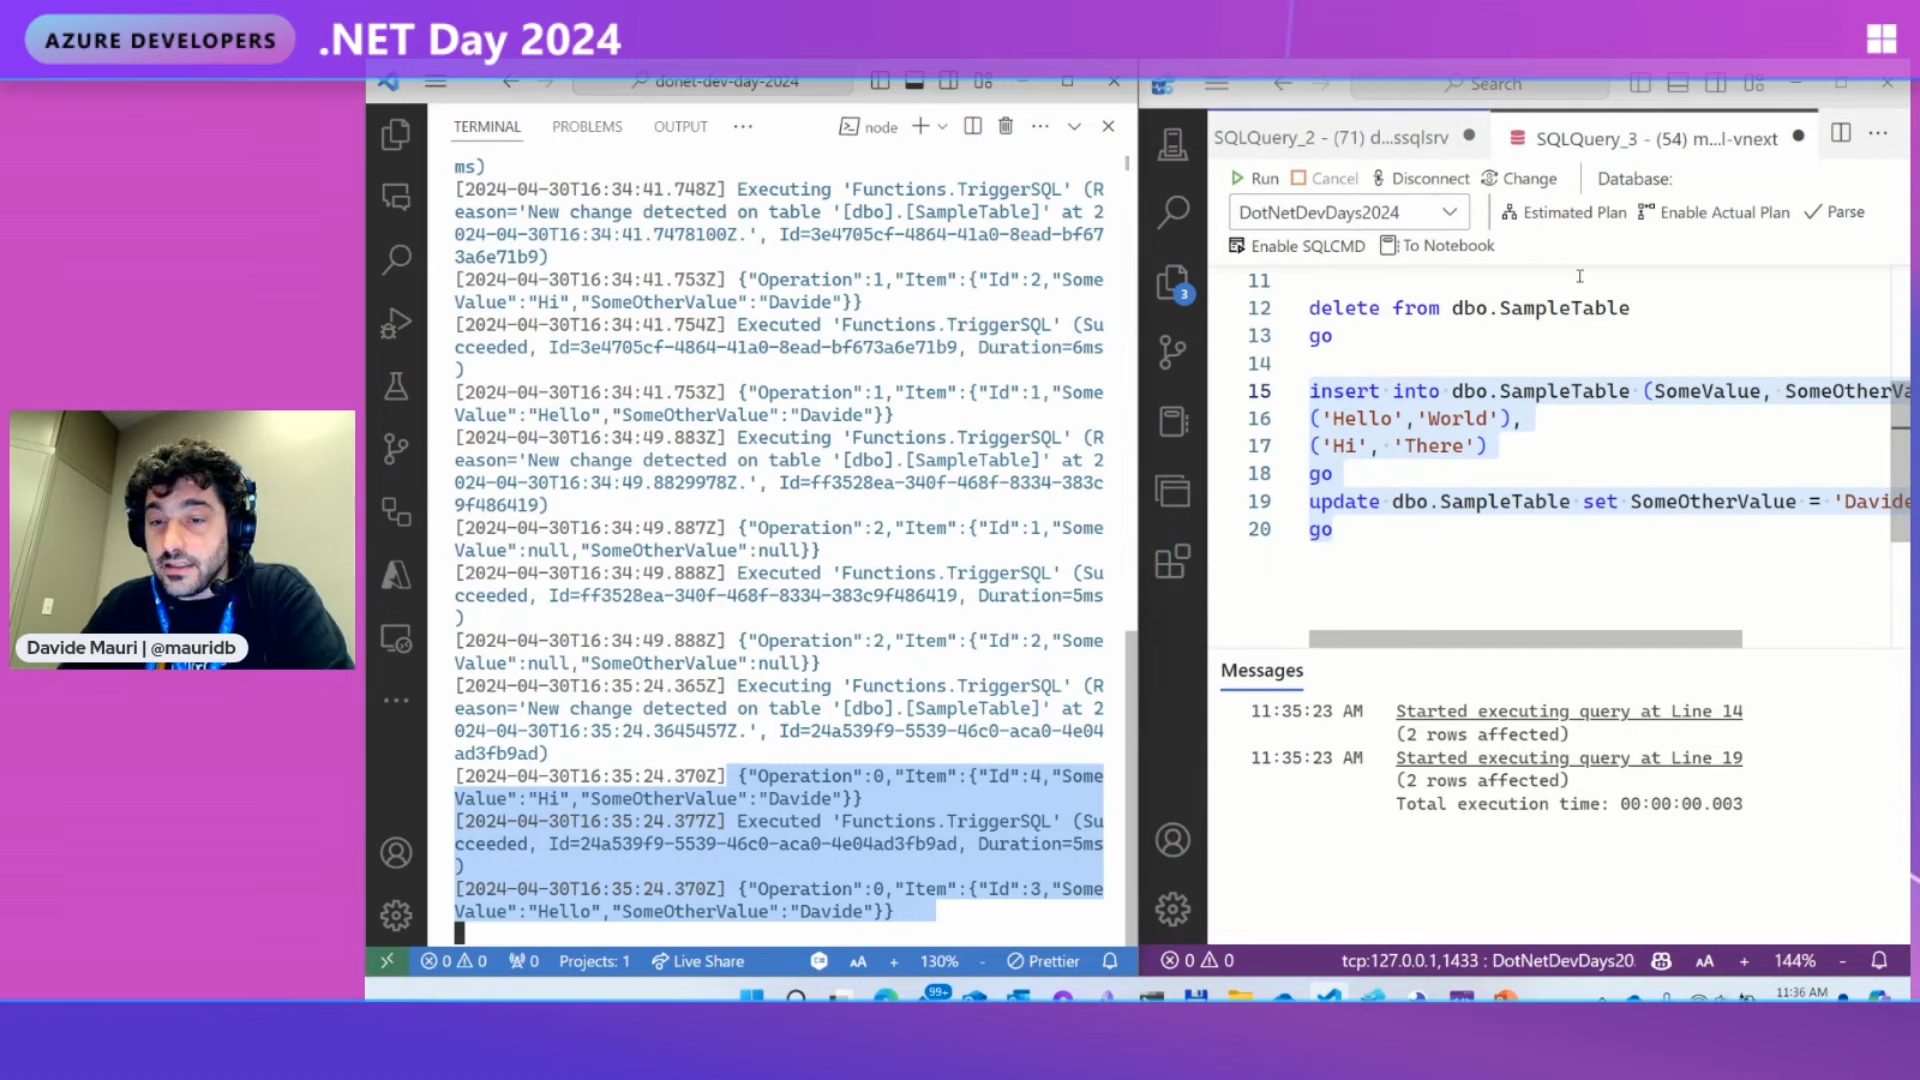 AZURE DEVELOPERS .NET Day 2024
donet-dev-day-2024
TERMINAL PROBLEMS OUTPUT ... node
ms)
[2024-04-30T16:34:41.748Z] Executing 'Functions.TriggerSQL' (R
eason='New change detected on table '[dbo].[SampleTable]' at 2
024-04-30T16:34:41.7478100Z.', Id=3e4705cf-4864-41a0-8ead-bf67
3a6e71b9)
[2024-04-30T16:34:41.753Z] {"Operation":1,"Item":{"Id":2,"Some
Value":"Hi","SomeOtherValue":"Davide"}}
[2024-04-30T16:34:41.754Z] Executed 'Functions.TriggerSQL' (Su
cceeded, Id=3e4705cf-4864-41a0-8ead-bf673a6e71b9, Duration=6ms
)
[2024-04-30T16:34:41.753Z] {"Operation":1,"Item":{"Id":1,"Some
Value":"Hello","SomeOtherValue":"Davide"}}
[2024-04-30T16:34:49.883Z] Executing 'Functions.TriggerSQL' (R
eason='New change detected on table '[dbo].[SampleTable]' at 2
024-04-30T16:34:49.8829978Z.', Id=ff3528ea-340f-468f-8334-383c
9f486419)
[2024-04-30T16:34:49.887Z] {"Operation":2,"Item":{"Id":1,"Some
Value":null,"SomeOtherValue":null}}
[2024-04-30T16:34:49.888Z] Executed 'Functions.TriggerSQL' (Su
cceeded, Id=ff3528ea-340f-468f-8334-383c9f486419, Duration=5ms
)
[2024-04-30T16:34:49.888Z] {"Operation":2,"Item":{"Id":2,"Some
Value":null,"SomeOtherValue":null}}
[2024-04-30T16:35:24.365Z] Executing 'Functions.TriggerSQL' (R
eason='New change detected on table '[dbo].[SampleTable]' at 2
024-04-30T16:35:24.3645457Z.', Id=24a539f9-5539-46c0-aca0-4e04
ad3fb9ad)
[2024-04-30T16:35:24.370Z] {"Operation":0,"Item":{"Id":4,"Some
Value":"Hi","SomeOtherValue":"Davide"}}
[2024-04-30T16:35:24.377Z] Executed 'Functions.TriggerSQL' (Su
cceeded, Id=24a539f9-5539-46c0-aca0-4e04ad3fb9ad, Duration=5ms
)
[2024-04-30T16:35:24.370Z] {"Operation":0,"Item":{"Id":3,"Some
Value":"Hello","SomeOtherValue":"Davide"}}
0 0 0 Projects: 1 Live Share AA + 130% - Prettier
Davide Mauri | @mauridb
Search
SQLQuery_2 - (71) d...ssqlsrv SQLQuery_3 - (54) m...l-vnext
Run Cancel Disconnect Change Database:
DotNetDevDays2024 Estimated Plan Enable Actual Plan Parse
Enable SQLCMD To Notebook
3
11
12 delete from dbo.SampleTable
13 go
14
15 insert into dbo.SampleTable (SomeValue, SomeOtherVa
16 ('Hello','World'),
17 ('Hi', 'There')
18 go
19 update dbo.SampleTable set SomeOtherValue = 'Davide
20 go
Messages
11:35:23 AM Started executing query at Line 14
(2 rows affected)
11:35:23 AM Started executing query at Line 19
(2 rows affected)
Total execution time: 00:00:00.003
0 0 tcp:127.0.0.1,1433 : DotNetDevDays20 AA + 144% -
99+
11:36 AM